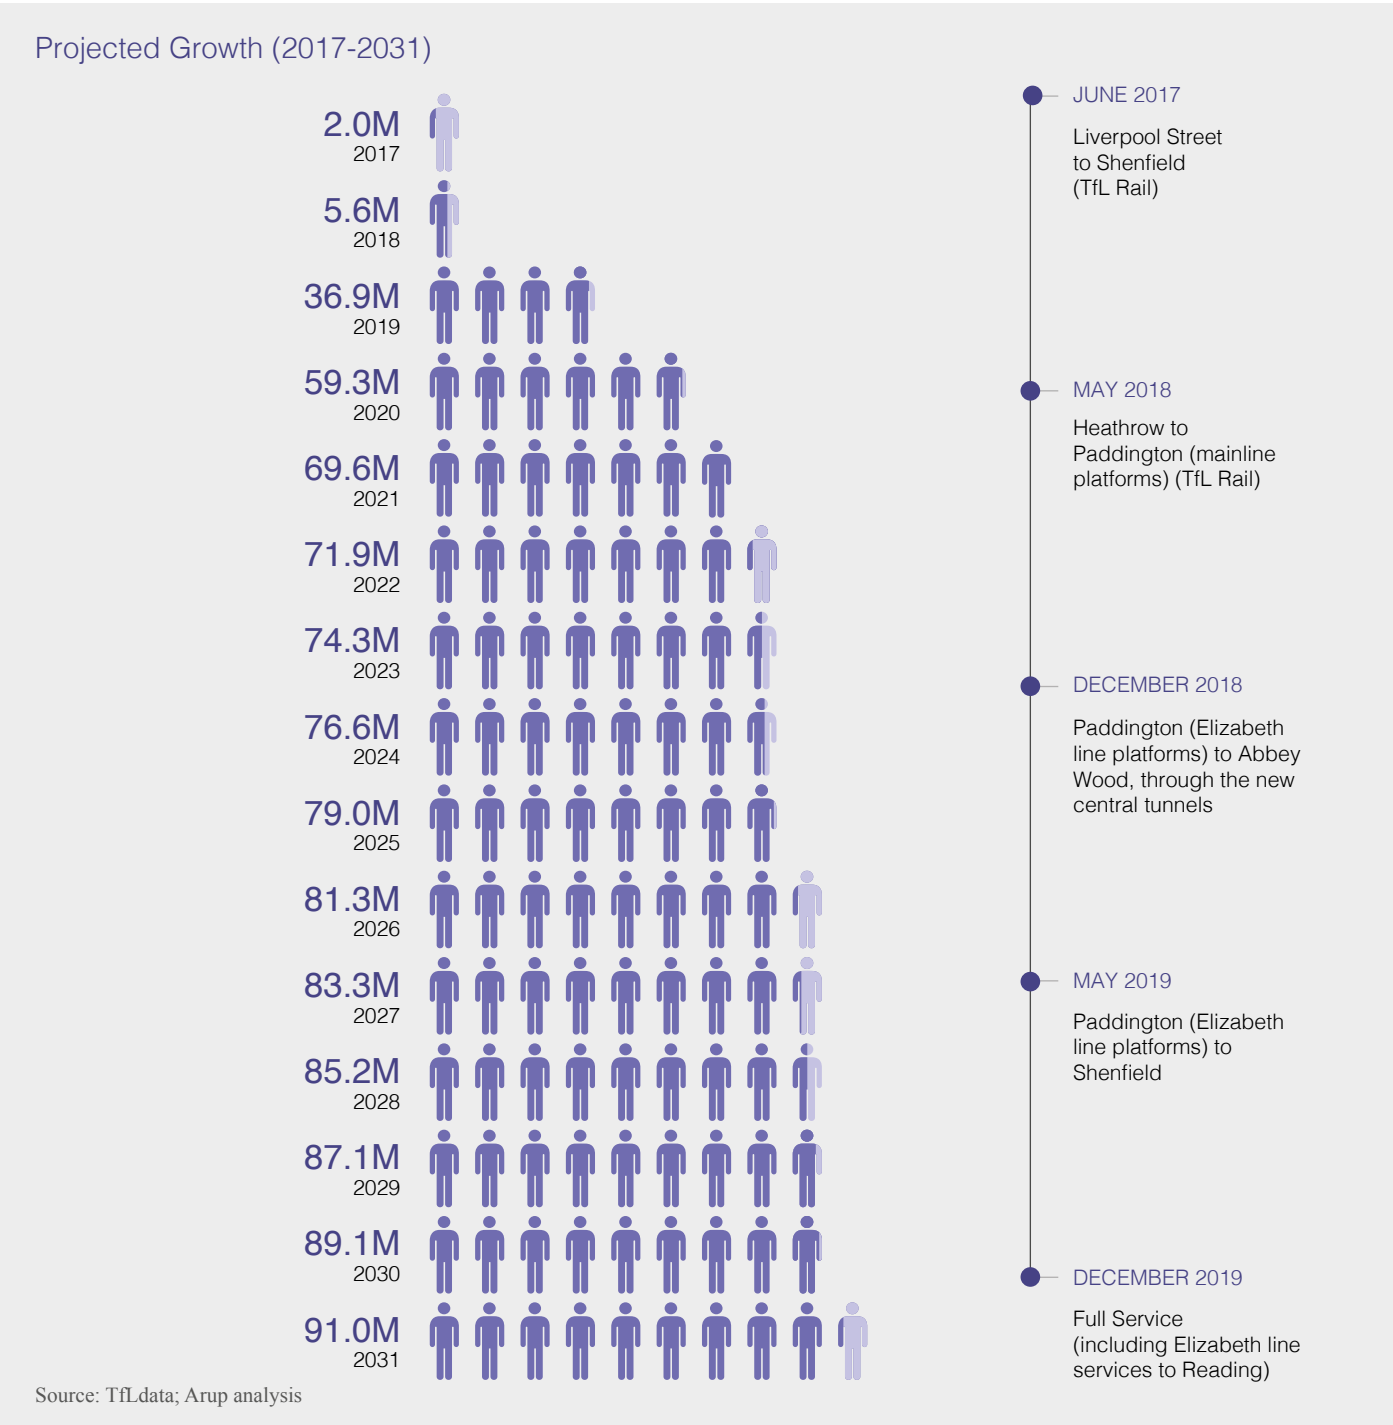 Projected Growth (2017-2031)
2.0M
2017
5.6M
2018
36.9M
2019
59.3M
2020
69.6M
2021
71.9M
2022
74.3M
2023
76.6M
2024
79.0M
2025
81.3M
2026
83.3M
2027
85.2M
2028
87.1M
2029
89.1M
2030
91.0M
2031
JUNE 2017
Liverpool Street
to Shenfield
(TfL Rail)
MAY 2018
Heathrow to
Paddington (mainline
platforms) (TfL Rail)
DECEMBER 2018
Paddington (Elizabeth
line platforms) to Abbey
Wood, through the new
central tunnels
MAY 2019
Paddington (Elizabeth
line platforms) to
Shenfield
DECEMBER 2019
Full Service
(including Elizabeth line
services to Reading)
Source: TfLdata; Arup analysis